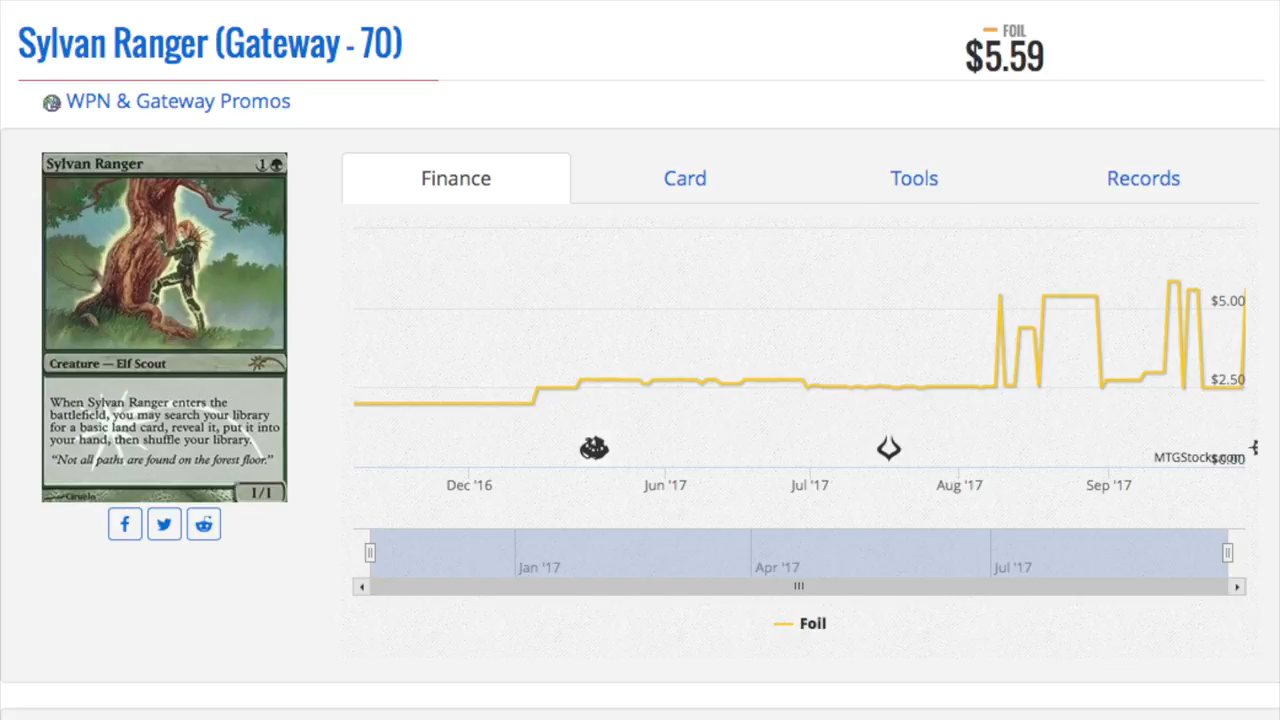 Sylvan Ranger (Gateway - 70)
FOIL
$5.59
WPN & Gateway Promos
Sylvan Ranger 1
Creature — Elf Scout
When Sylvan Ranger enters the
battlefield, you may search your library
for a basic land card, reveal it, put it into
your hand, then shuffle your library.
“Not all paths are found on the forest floor.”
Ciruelo
1/1
Finance
Card
Tools
Records
$5.00
$2.50
MTGStocks.com
$0.00
Dec '16
Jun '17
Jul '17
Aug '17
Sep '17
Jan '17
Apr '17
Jul '17
Foil